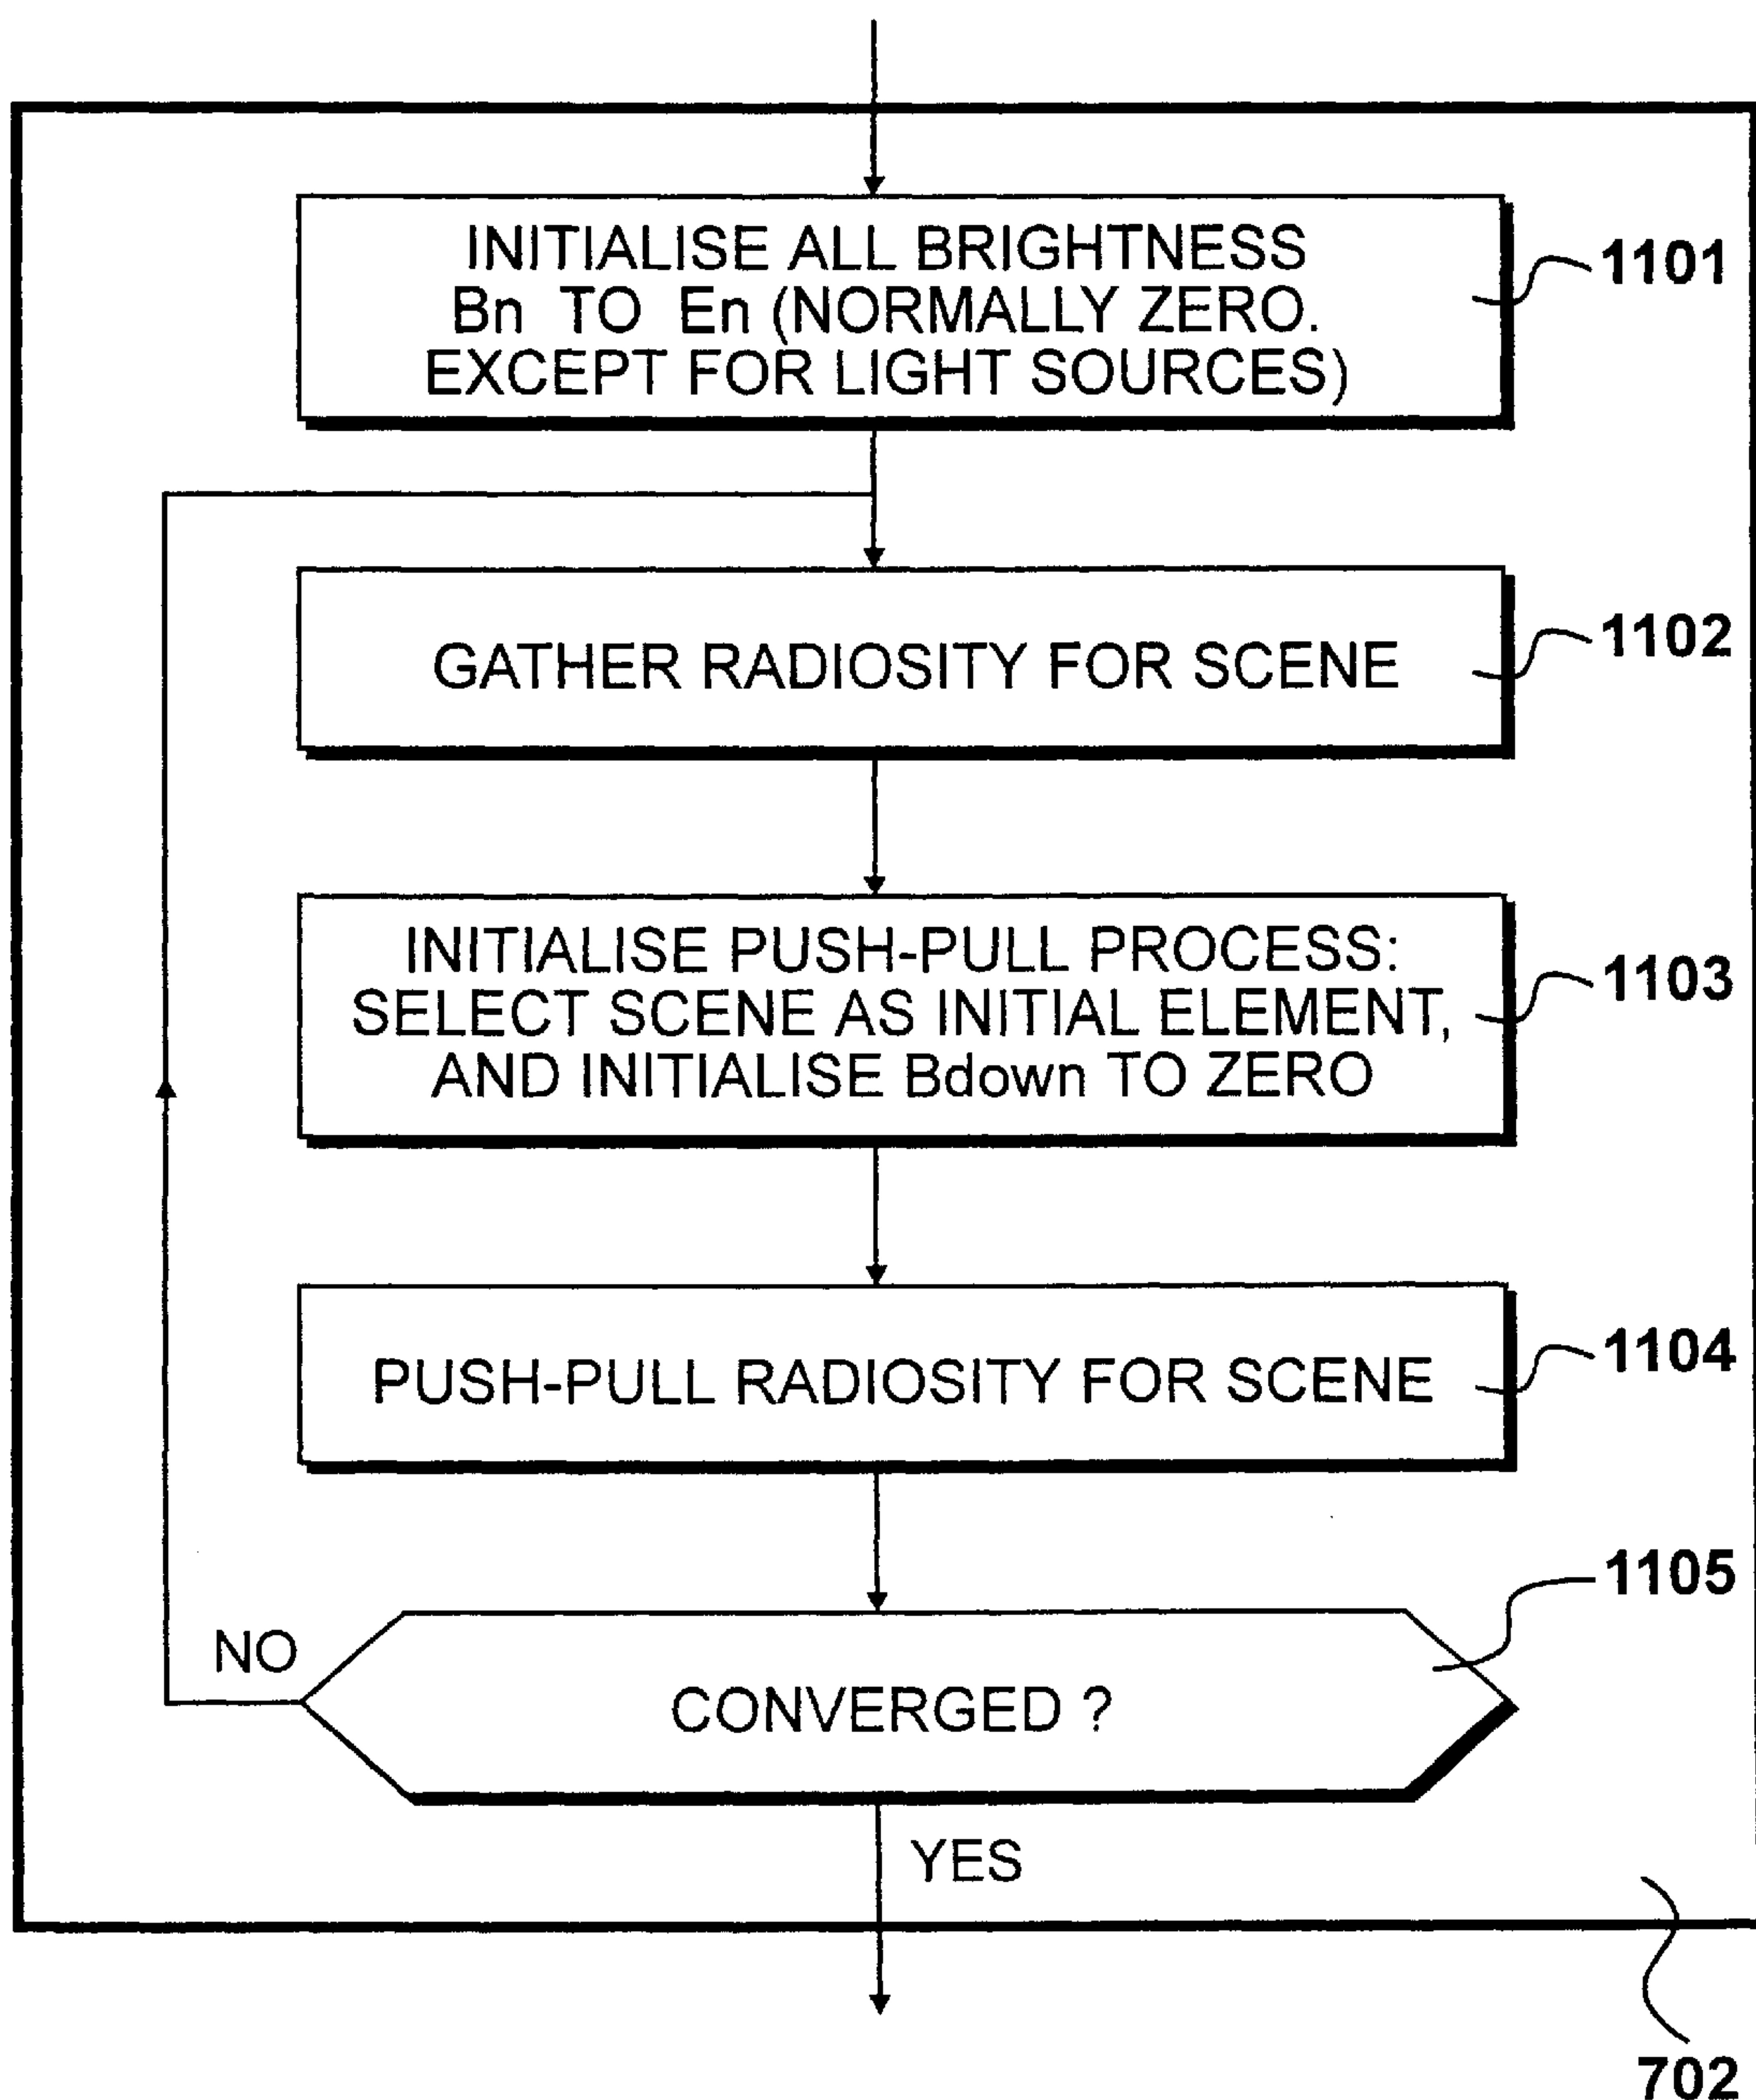 INITIALISE ALL BRIGHTNESS
Bn TO En (NORMALLY ZERO.
EXCEPT FOR LIGHT SOURCES)
1101
GATHER RADIOSITY FOR SCENE
1102
INITIALISE PUSH-PULL PROCESS:
SELECT SCENE AS INITIAL ELEMENT,
AND INITIALISE Bdown TO ZERO
1103
PUSH-PULL RADIOSITY FOR SCENE
1104
1105
NO
CONVERGED ?
YES
702